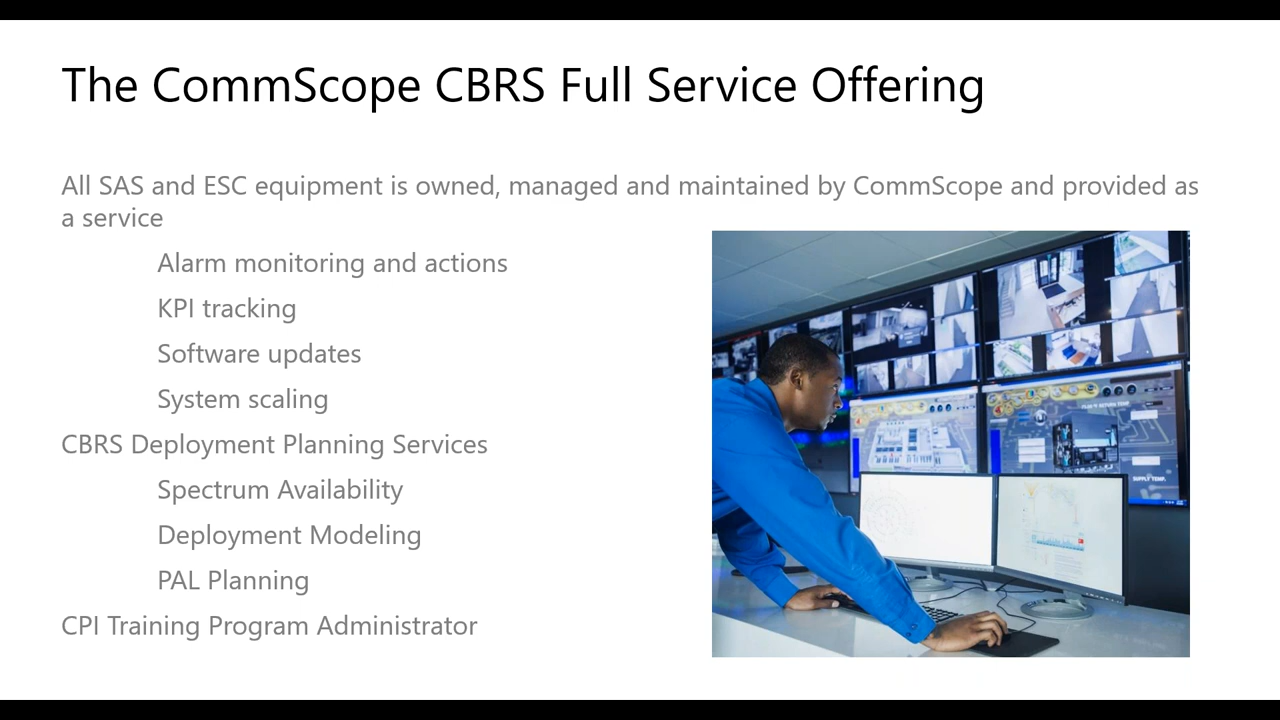 The CommScope CBRS Full Service Offering
All SAS and ESC equipment is owned, managed and maintained by CommScope and provided as
a service
Alarm monitoring and actions
KPI tracking
Software updates
System scaling
CBRS Deployment Planning Services
Spectrum Availability
Deployment Modeling
PAL Planning
CPI Training Program Administrator
SUPPLY TEMP.